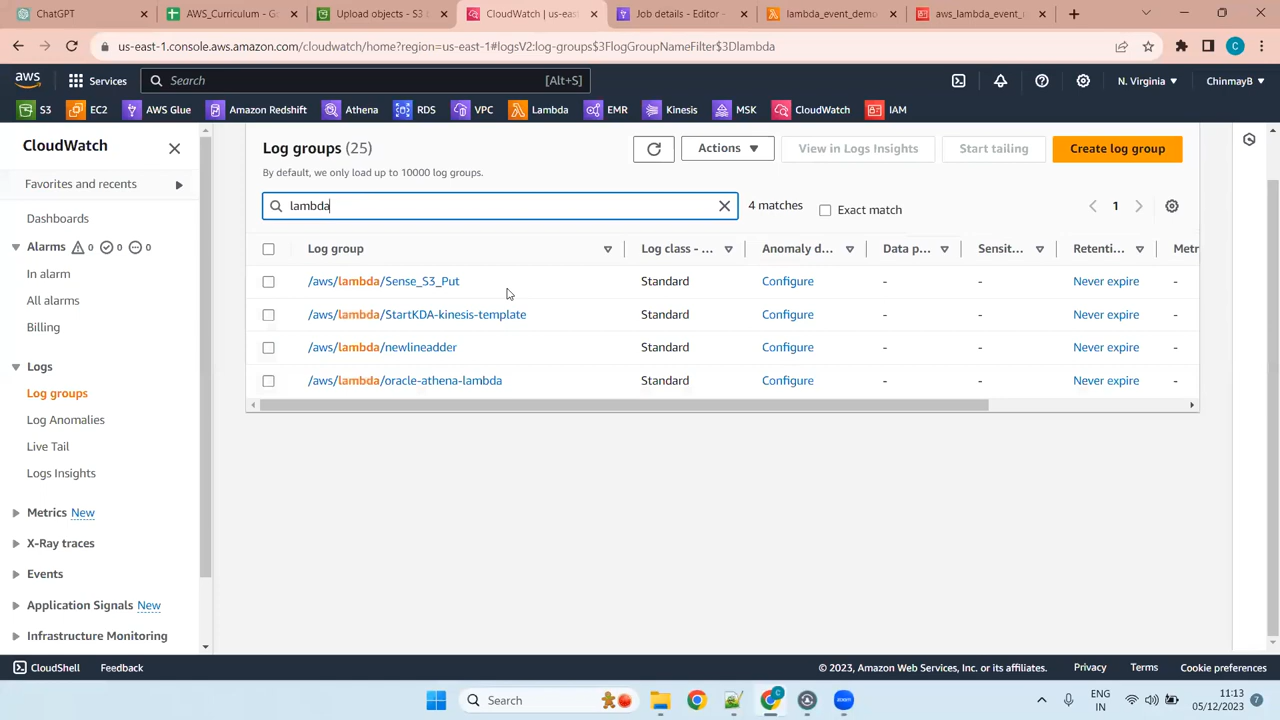 ChatGPT
AWS_Curriculum - G
Upload objects - S3
CloudWatch | us-east
Job details - Editor -
lambda_event_demo
aws_lambda_event_
us-east-1.console.aws.amazon.com/cloudwatch/home?region=us-east-1#logsV2:log-groups$3FlogGroupNameFilter$3Dlambda
aws Services Search [Alt+S] N. Virginia ChinmayB
S3 EC2 AWS Glue Amazon Redshift Athena RDS VPC Lambda EMR Kinesis MSK CloudWatch IAM
CloudWatch
Favorites and recents
Dashboards
Alarms 0 0 0
In alarm
All alarms
Billing
Logs
Log groups
Log Anomalies
Live Tail
Logs Insights
Metrics New
X-Ray traces
Events
Application Signals New
Infrastructure Monitoring
Log groups (25)
Actions
View in Logs Insights
Start tailing
Create log group
By default, we only load up to 10000 log groups.
lambda 4 matches Exact match 1
Log group Log class - ... Anomaly d... Data p... Sensit... Retenti... Metr
/aws/lambda/Sense_S3_Put Standard Configure - - Never expire -
/aws/lambda/StartKDA-kinesis-template Standard Configure - - Never expire -
/aws/lambda/newlineadder Standard Configure - - Never expire -
/aws/lambda/oracle-athena-lambda Standard Configure - - Never expire -
CloudShell Feedback © 2023, Amazon Web Services, Inc. or its affiliates. Privacy Terms Cookie preferences
Search
ENG
IN
11:13
05/12/2023
7